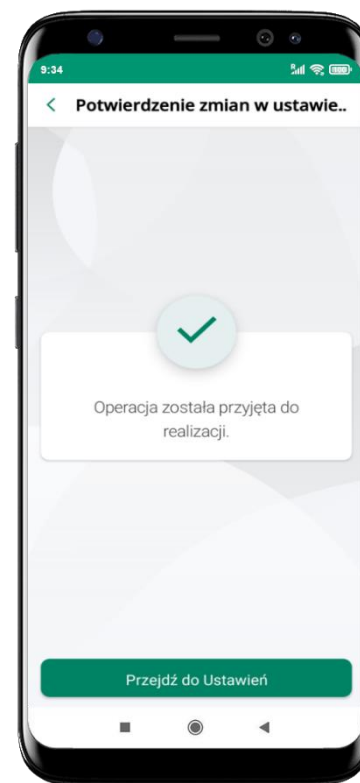 9:34
Potwierdzenie zmian w ustawie..
Operacja została przyjęta do
realizacji.
Przejdź do Ustawień